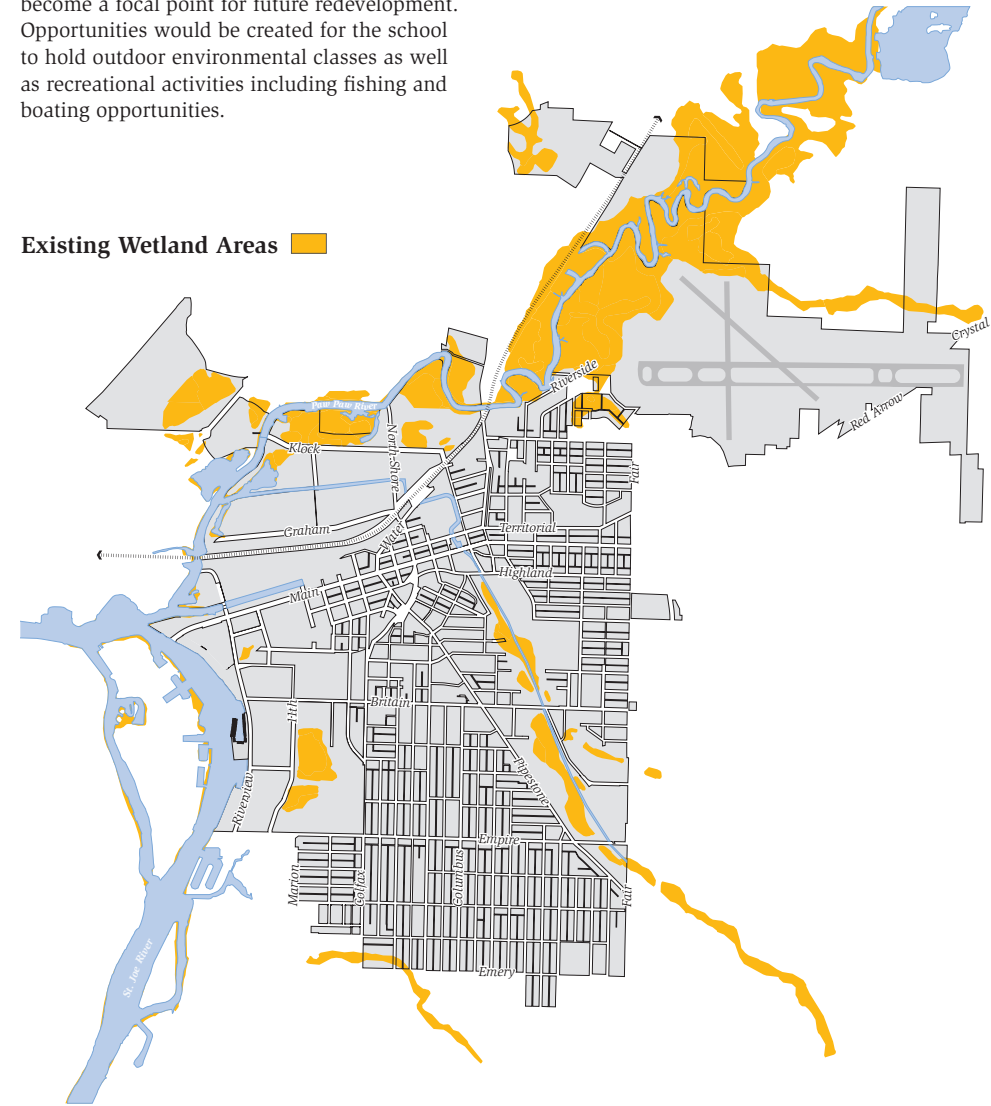 become a focal point for future redevelopment.
Opportunities would be created for the school
to hold outdoor environmental classes as well
as recreational activities including fishing and
boating opportunities.
Existing Wetland Areas
Crystal
Riverside
Red Arrow
Paw Paw River
North-Shore
Klock
Fair
Graham
Water
Territorial
Highland
Main
Britain
11th
Pipestone
Riverview
Empire
Marion
Colfax
Columbus
Fair
St. Joe River
Emery